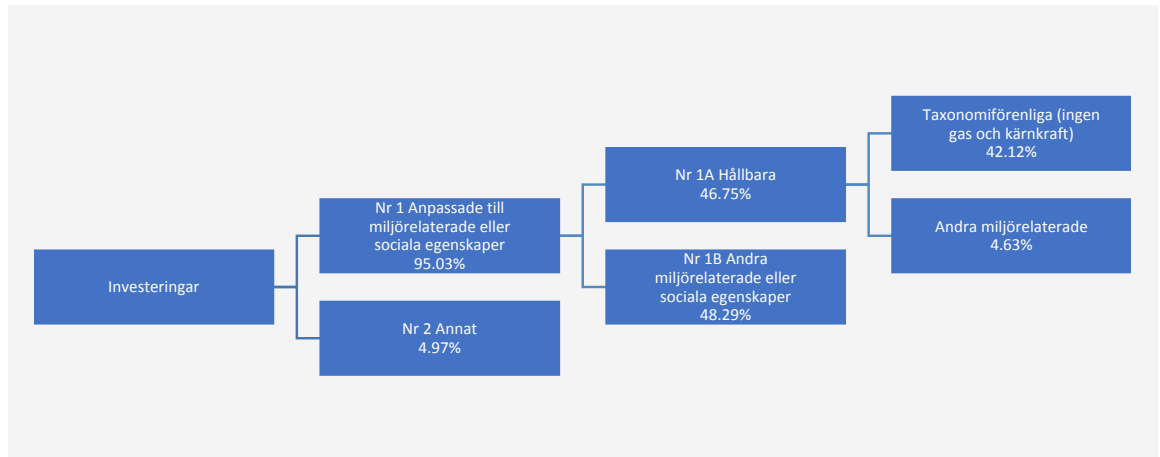 Investeringar
Nr 1 Anpassade till
miljörelaterade eller
sociala egenskaper
95.03%
Nr 2 Annat
4.97%
Nr 1A Hållbara
46.75%
Nr 1B Andra
miljörelaterade eller
sociala egenskaper
48.29%
Taxonomiförenliga (ingen
gas och kärnkraft)
42.12%
Andra miljörelaterade
4.63%